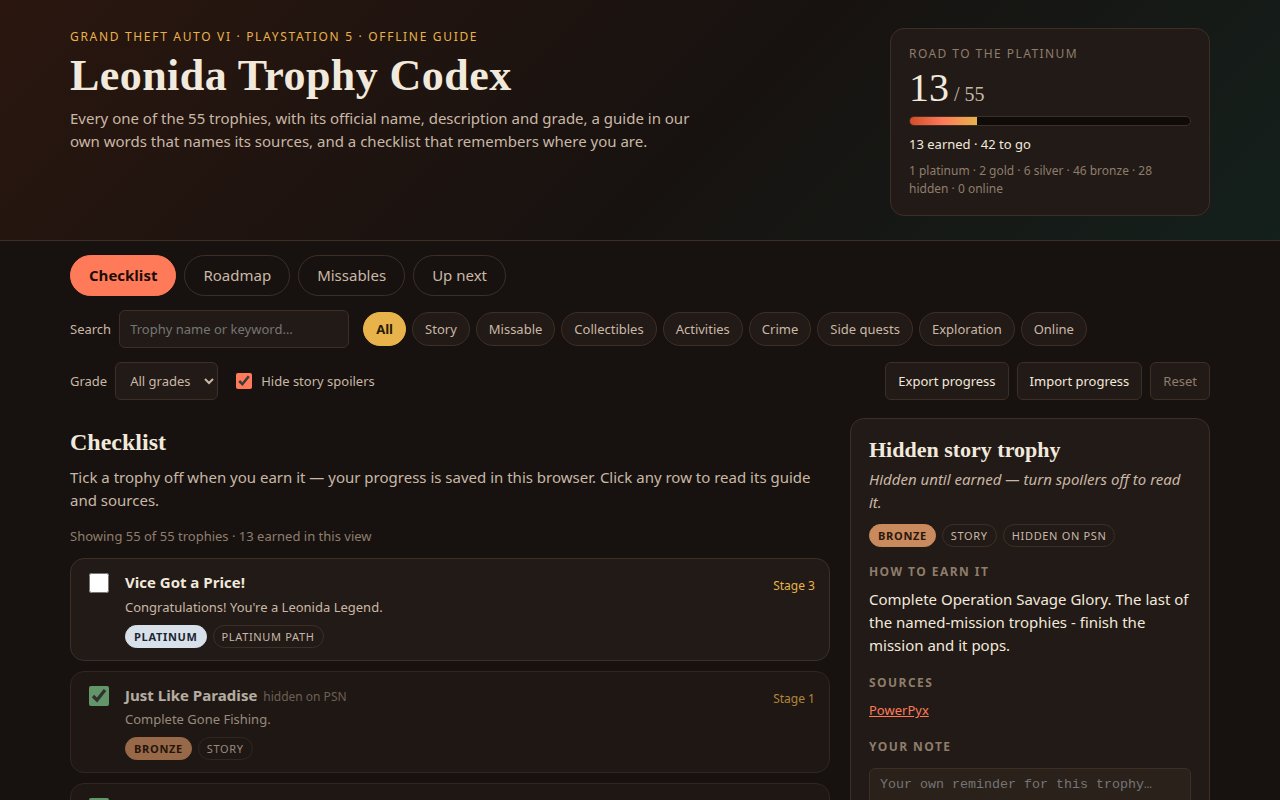 GRAND THEFT AUTO VI · PLAYSTATION 5 · OFFLINE GUIDE
Leonida Trophy Codex
Every one of the 55 trophies, with its official name, description and grade, a guide in our
own words that names its sources, and a checklist that remembers where you are.
ROAD TO THE PLATINUM
13 / 55
13 earned · 42 to go
1 platinum · 2 gold · 6 silver · 46 bronze · 28
hidden · 0 online
Checklist
Roadmap
Missables
Up next
Search
Trophy name or keyword…
All
Story
Missable
Collectibles
Activities
Crime
Side quests
Exploration
Online
Grade
All grades
Hide story spoilers
Export progress
Import progress
Reset
Checklist
Tick a trophy off when you earn it — your progress is saved in this browser. Click any row to read its guide
and sources.
Showing 55 of 55 trophies · 13 earned in this view
Vice Got a Price!
Stage 3
Congratulations! You're a Leonida Legend.
PLATINUM
PLATINUM PATH
Just Like Paradise hidden on PSN
Stage 1
Complete Gone Fishing.
BRONZE
STORY
Hidden story trophy
Hidden until earned — turn spoilers off to read
it.
BRONZE
STORY
HIDDEN ON PSN
HOW TO EARN IT
Complete Operation Savage Glory. The last of
the named-mission trophies - finish the
mission and it pops.
SOURCES
PowerPyx
YOUR NOTE
Your own reminder for this trophy…